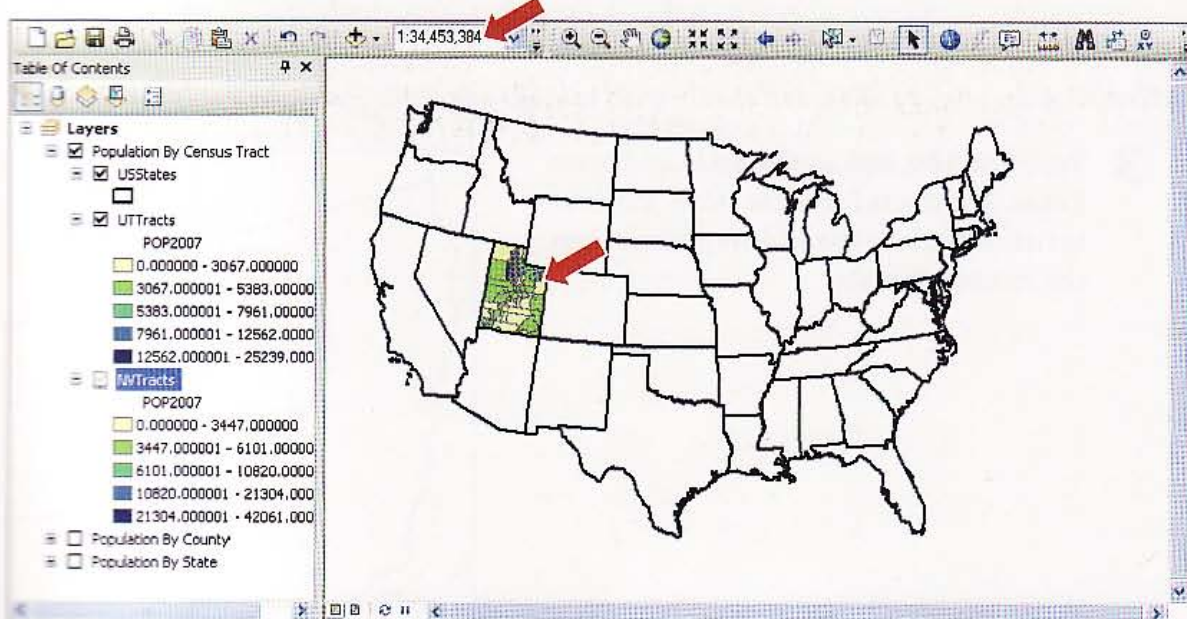 1:34,453,384
Table Of Contents
Layers
Population By Census Tract
USStates
UTTracts
POP2007
0.000000 - 3067.000000
3067.000001 - 5383.00000
5383.000001 - 7961.00000
7961.000001 - 12562.0000
12562.000001 - 25239.000
NVTracts
POP2007
0.000000 - 3447.000000
3447.000001 - 6101.00000
6101.000001 - 10820.0000
10820.000001 - 21304.000
21304.000001 - 42061.000
Population By County
Population By State